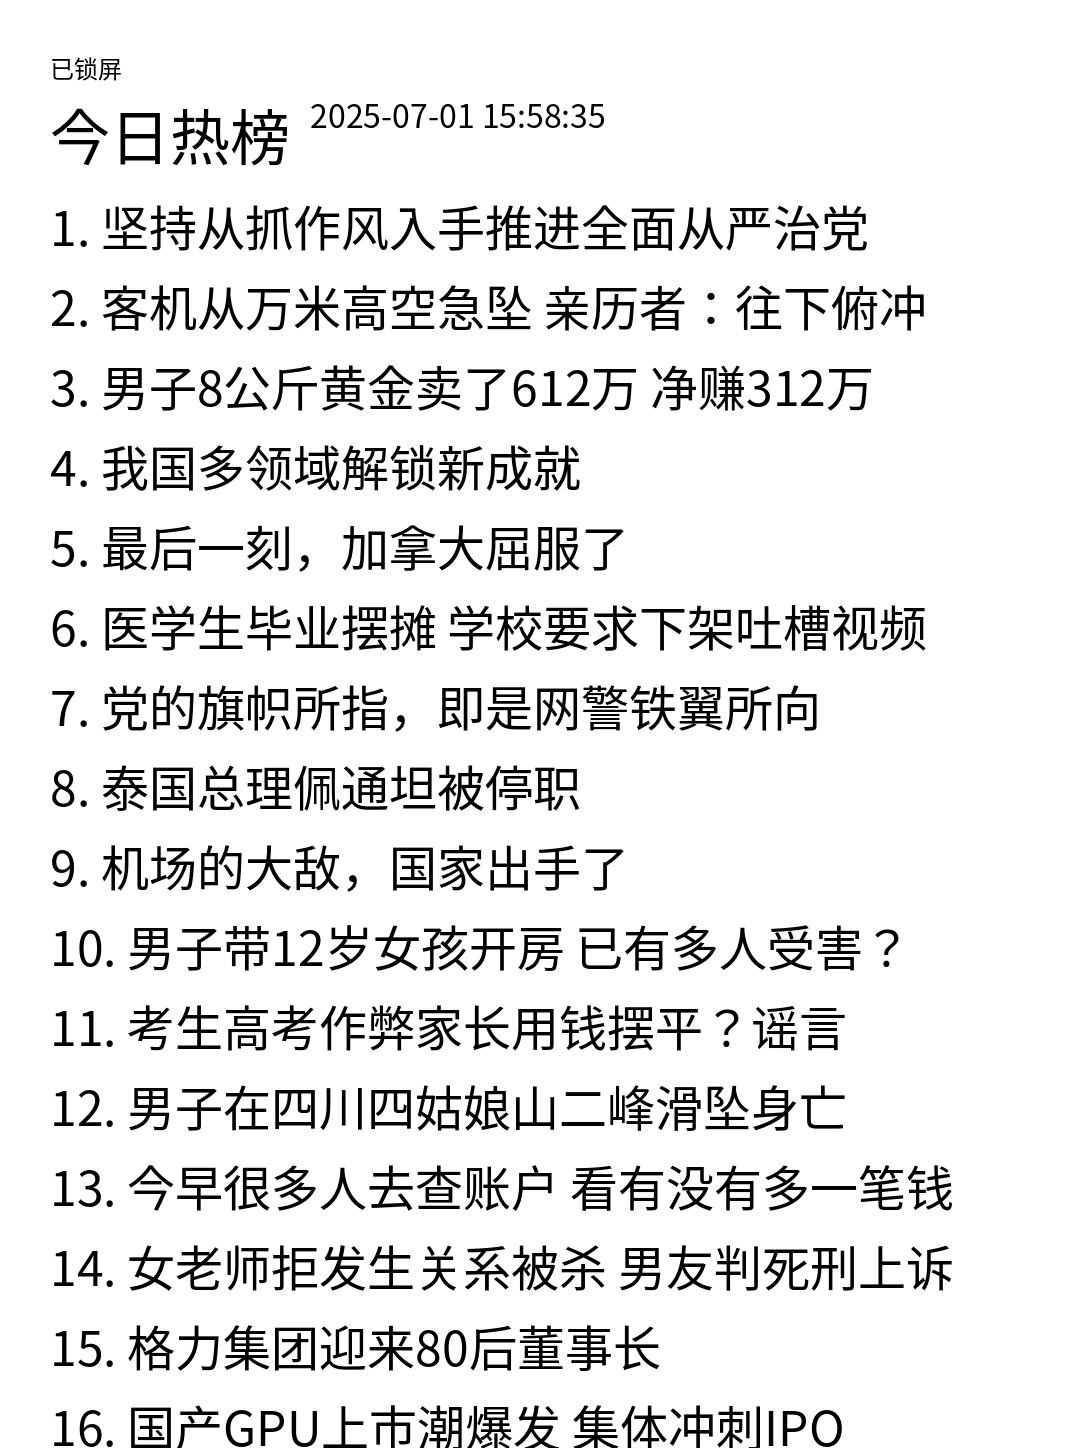 已锁屏
今日热榜 2025-07-01 15:58:35
1. 坚持从抓作风入手推进全面从严治党
2. 客机从万米高空急坠 亲历者：往下俯冲
3. 男子8公斤黄金卖了612万 净赚312万
4. 我国多领域解锁新成就
5. 最后一刻，加拿大屈服了
6. 医学生毕业摆摊 学校要求下架吐槽视频
7. 党的旗帜所指，即是网警铁翼所向
8. 泰国总理佩通坦被停职
9. 机场的大敌，国家出手了
10. 男子带12岁女孩开房 已有多人受害？
11. 考生高考作弊家长用钱摆平？谣言
12. 男子在四川四姑娘山二峰滑坠身亡
13. 今早很多人去查账户 看有没有多一笔钱
14. 女老师拒发生关系被杀 男友判死刑上诉
15. 格力集团迎来80后董事长
16. 国产GPU上市潮爆发 集体冲刺IPO